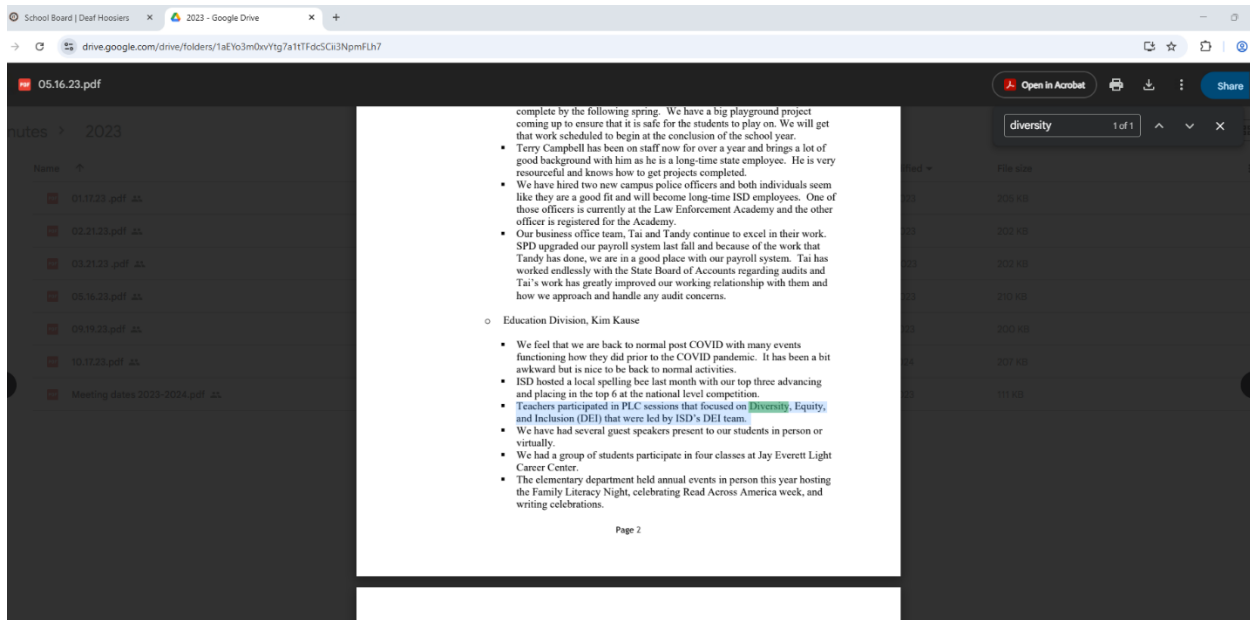 School Board | Deaf Hoosiers
2023 - Google Drive
drive.google.com/drive/folders/1aEYo3m0xvYtg7a1tTFdcSCii3NpmFLh7
PDF 05.16.23.pdf
Open in Acrobat
Share
diversity 1 of 1
nutes > 2023
Name
File size
01.17.23 .pdf 205 KB
02.21.23.pdf 203 KB
03.21.23 .pdf 203 KB
05.16.23.pdf 210 KB
09.19.23.pdf 200 KB
10.17.23.pdf 207 KB
Meeting dates 2023-2024.pdf 111 KB
complete by the following spring. We have a big playground project
coming up to ensure that it is safe for the students to play on. We will get
that work scheduled to begin at the conclusion of the school year.
▪ Terry Campbell has been on staff now for over a year and brings a lot of
good background with him as he is a long-time state employee. He is very
resourceful and knows how to get projects completed.
▪ We have hired two new campus police officers and both individuals seem
like they are a good fit and will become long-time ISD employees. One of
those officers is currently at the Law Enforcement Academy and the other
officer is registered for the Academy.
▪ Our business office team, Tai and Tandy continue to excel in their work.
SPD upgraded our payroll system last fall and because of the work that
Tandy has done, we are in a good place with our payroll system. Tai has
worked endlessly with the State Board of Accounts regarding audits and
Tai's work has greatly improved our working relationship with them and
how we approach and handle any audit concerns.
o Education Division, Kim Kause
▪ We feel that we are back to normal post COVID with many events
functioning how they did prior to the COVID pandemic. It has been a bit
awkward but is nice to be back to normal activities.
▪ ISD hosted a local spelling bee last month with our top three advancing
and placing in the top 6 at the national level competition.
▪ Teachers participated in PLC sessions that focused on Diversity, Equity,
and Inclusion (DEI) that were led by ISD's DEI team.
▪ We have had several guest speakers present to our students in person or
virtually.
▪ We had a group of students participate in four classes at Jay Everett Light
Career Center.
▪ The elementary department held annual events in person this year hosting
the Family Literacy Night, celebrating Read Across America week, and
writing celebrations.
Page 2